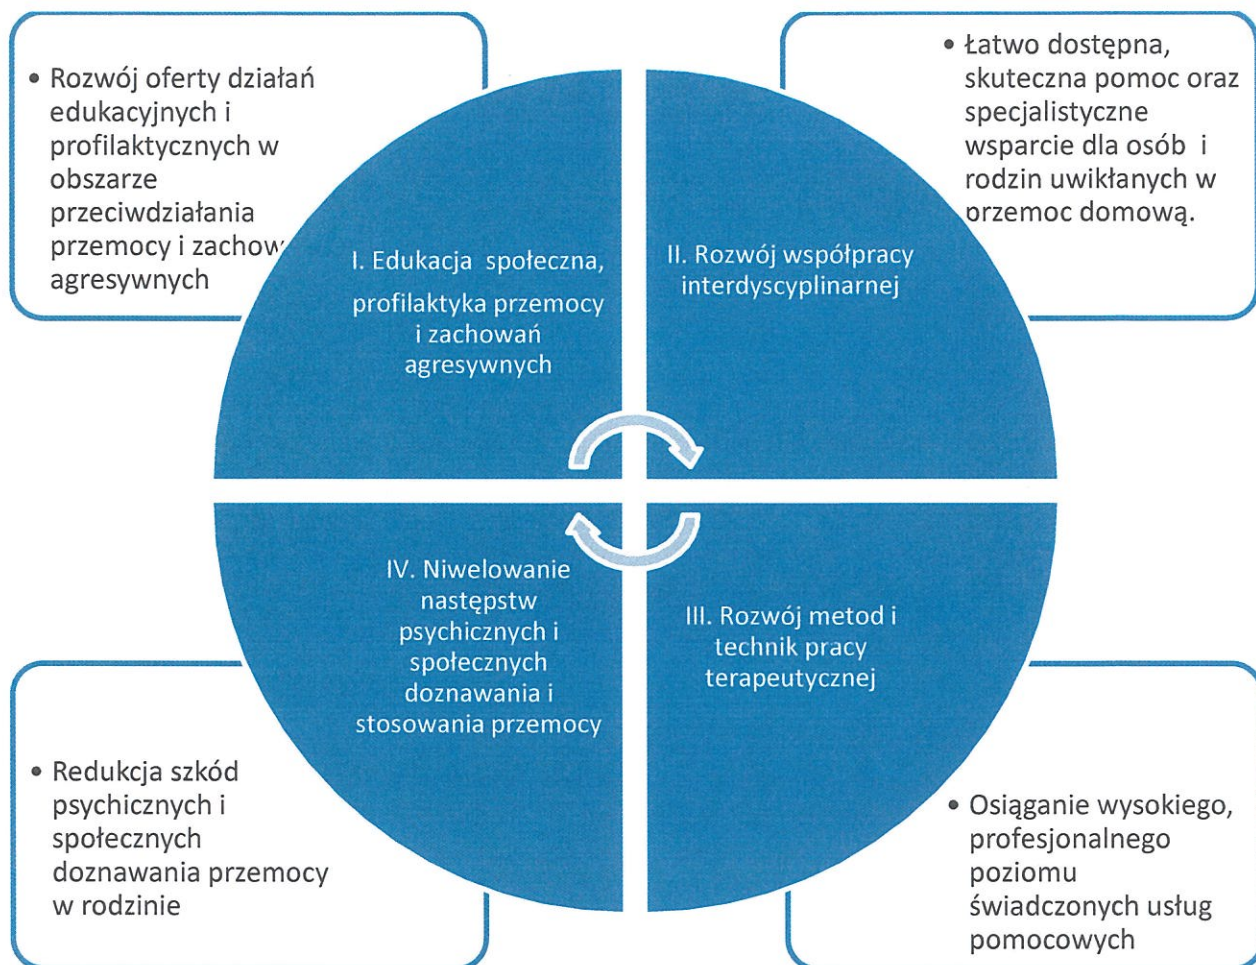 • Rozwój oferty działań
edukacyjnych i
profilaktycznych w
obszarze
przeciwdziałania
przemocy i zachow
agresywnych
• Łatwo dostępna,
skuteczna pomoc oraz
specjalistyczne
wsparcie dla osób i
rodzin uwikłanych w
przemoc domową.
I. Edukacja społeczna,
profilaktyka przemocy
i zachowań
agresywnych
II. Rozwój współpracy
interdyscyplinarnej
IV. Niwelowanie
następstw
psychicznych i
społecznych
doznawania i
stosowania przemocy
III. Rozwój metod i
technik pracy
terapeutycznej
• Redukcja szkód
psychicznych i
społecznych
doznawania przemocy
w rodzinie
• Osiąganie wysokiego,
profesjonalnego
poziomu
świadczonych usług
pomocowych